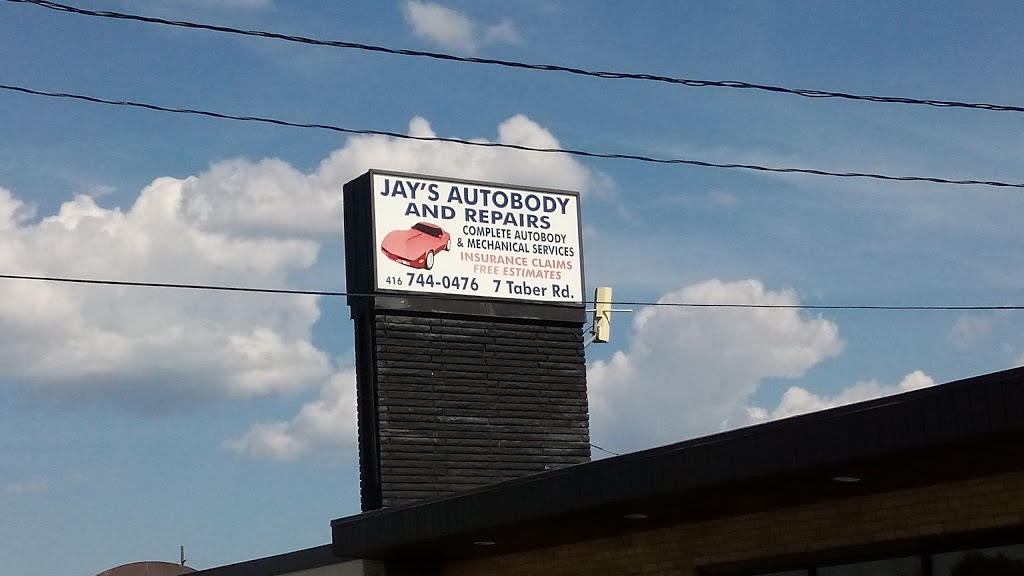 JAY'S AUTOBODY
AND REPAIRS
COMPLETE AUTOBODY
& MECHANICAL SERVICES
INSURANCE CLAIMS
FREE ESTIMATES
416 744-0476 7 Taber Rd.